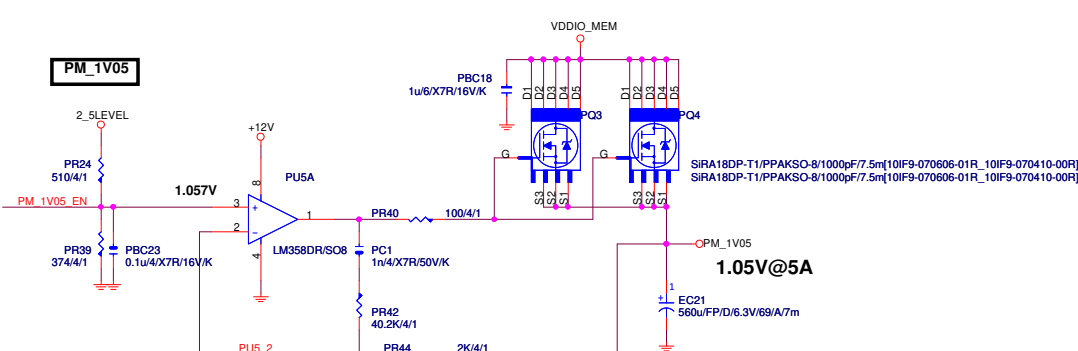 VDDIO_MEM
PM_1V05
PBC18
1u/6/X7R/16V/K
D1
D2
D3
D4
D5
D1
D2
D3
D4
D5
2_5LEVEL
+12V
PQ3
PQ4
G
G
PR24
510/4/1
PU5A
SiRA18DP-T1/PPAKSO-8/1000pF/7.5m[10IF9-070606-01R_10IF9-070410-00R]
SiRA18DP-T1/PPAKSO-8/1000pF/7.5m[10IF9-070606-01R_10IF9-070410-00R]
8
1.057V
S3
S2
S1
S3
S2
S1
PM_1V05_EN
3
+
1
PR40
100/4/1
2
-
PR39
374/4/1
PBC23
0.1u/4/X7R/16V/K
4
LM358DR/SO8
PC1
1n/4/X7R/50V/K
PM_1V05
1.05V@5A
1
+
EC21
560u/FP/D/6.3V/69/A/7m
PR42
40.2K/4/1
PU5_2
PR44
2K/4/1